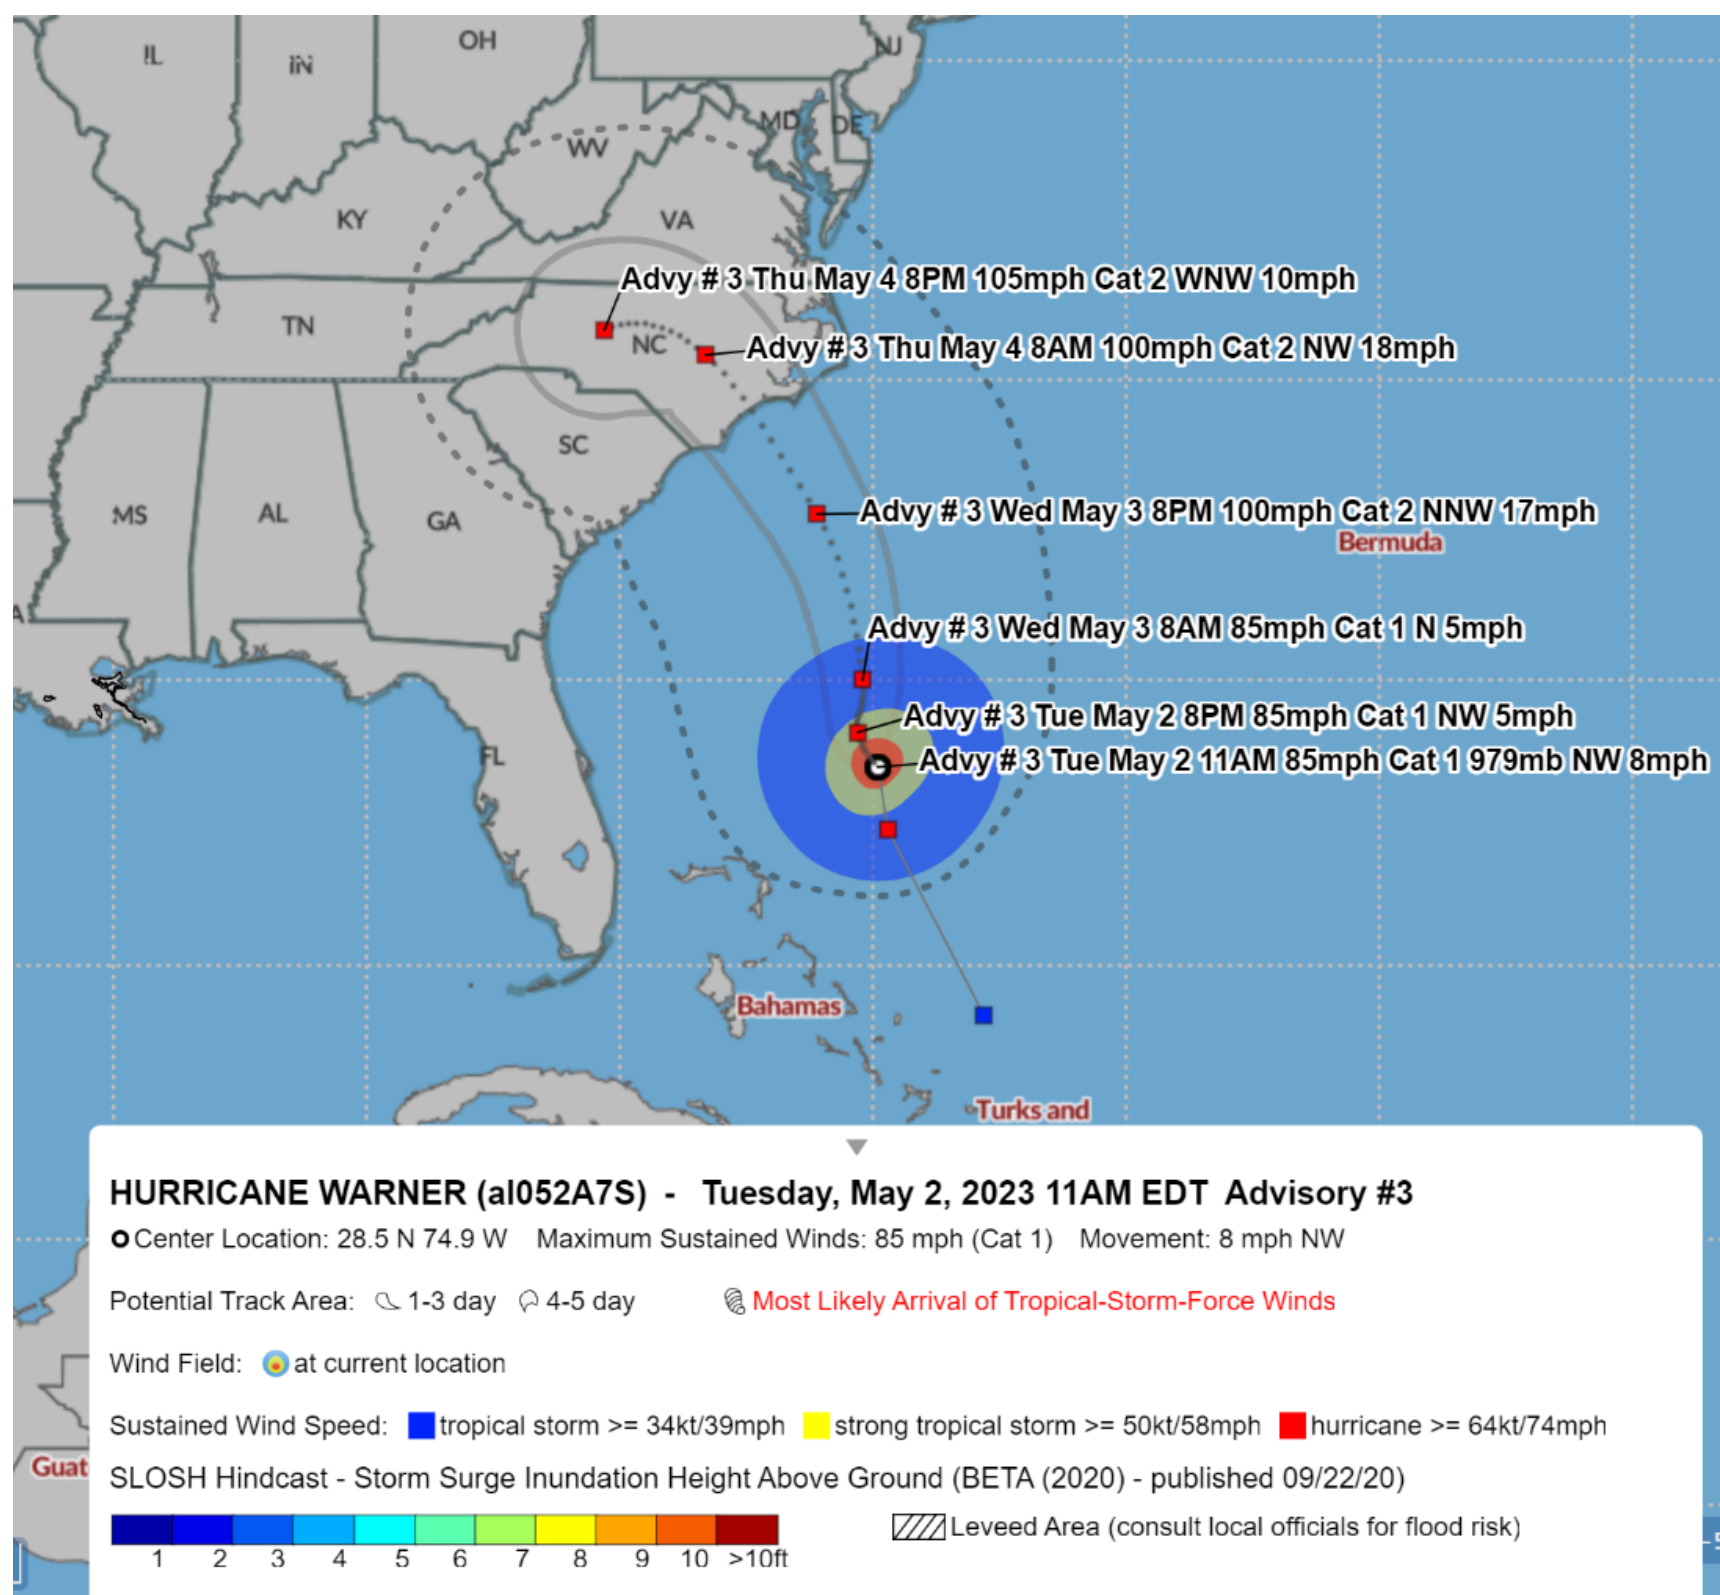 NJ
OH
IL
IN
MD
DE
WV
KY
VA
Advy # 3 Thu May 4 8PM 105mph Cat 2 WNW 10mph
TN
NC
Advy # 3 Thu May 4 8AM 100mph Cat 2 NW 18mph
SC
MS
AL
GA
Advy # 3 Wed May 3 8PM 100mph Cat 2 NNW 17mph
Bermuda
A
Advy # 3 Wed May 3 8AM 85mph Cat 1 N 5mph
Advy # 3 Tue May 2 8PM 85mph Cat 1 NW 5mph
FL
Advy # 3 Tue May 2 11AM 85mph Cat 1 979mb NW 8mph
Bahamas
Turks and
HURRICANE WARNER (al052A7S) - Tuesday, May 2, 2023 11AM EDT Advisory #3
Center Location: 28.5 N 74.9 W Maximum Sustained Winds: 85 mph (Cat 1) Movement: 8 mph NW
Potential Track Area: 1-3 day 4-5 day Most Likely Arrival of Tropical-Storm-Force Winds
Wind Field: at current location
Sustained Wind Speed: tropical storm >= 34kt/39mph strong tropical storm >= 50kt/58mph hurricane >= 64kt/74mph
Guat
SLOSH Hindcast - Storm Surge Inundation Height Above Ground (BETA (2020) - published 09/22/20)
Leveed Area (consult local officials for flood risk)
1 2 3 4 5 6 7 8 9 10 >10ft